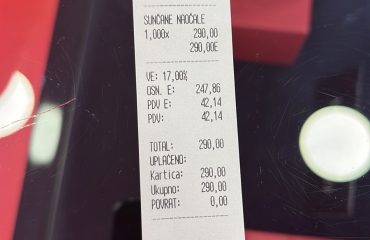 SUNČANE NAOČALE
1,000x 290,00
290,00E
VE: 17,00%
OSN. E: 247,86
PDV E: 42,14
PDV: 42,14
TOTAL: 290,00
UPLAĆENO:
Kartica: 290,00
Ukupno: 290,00
POVRAT: 0,00